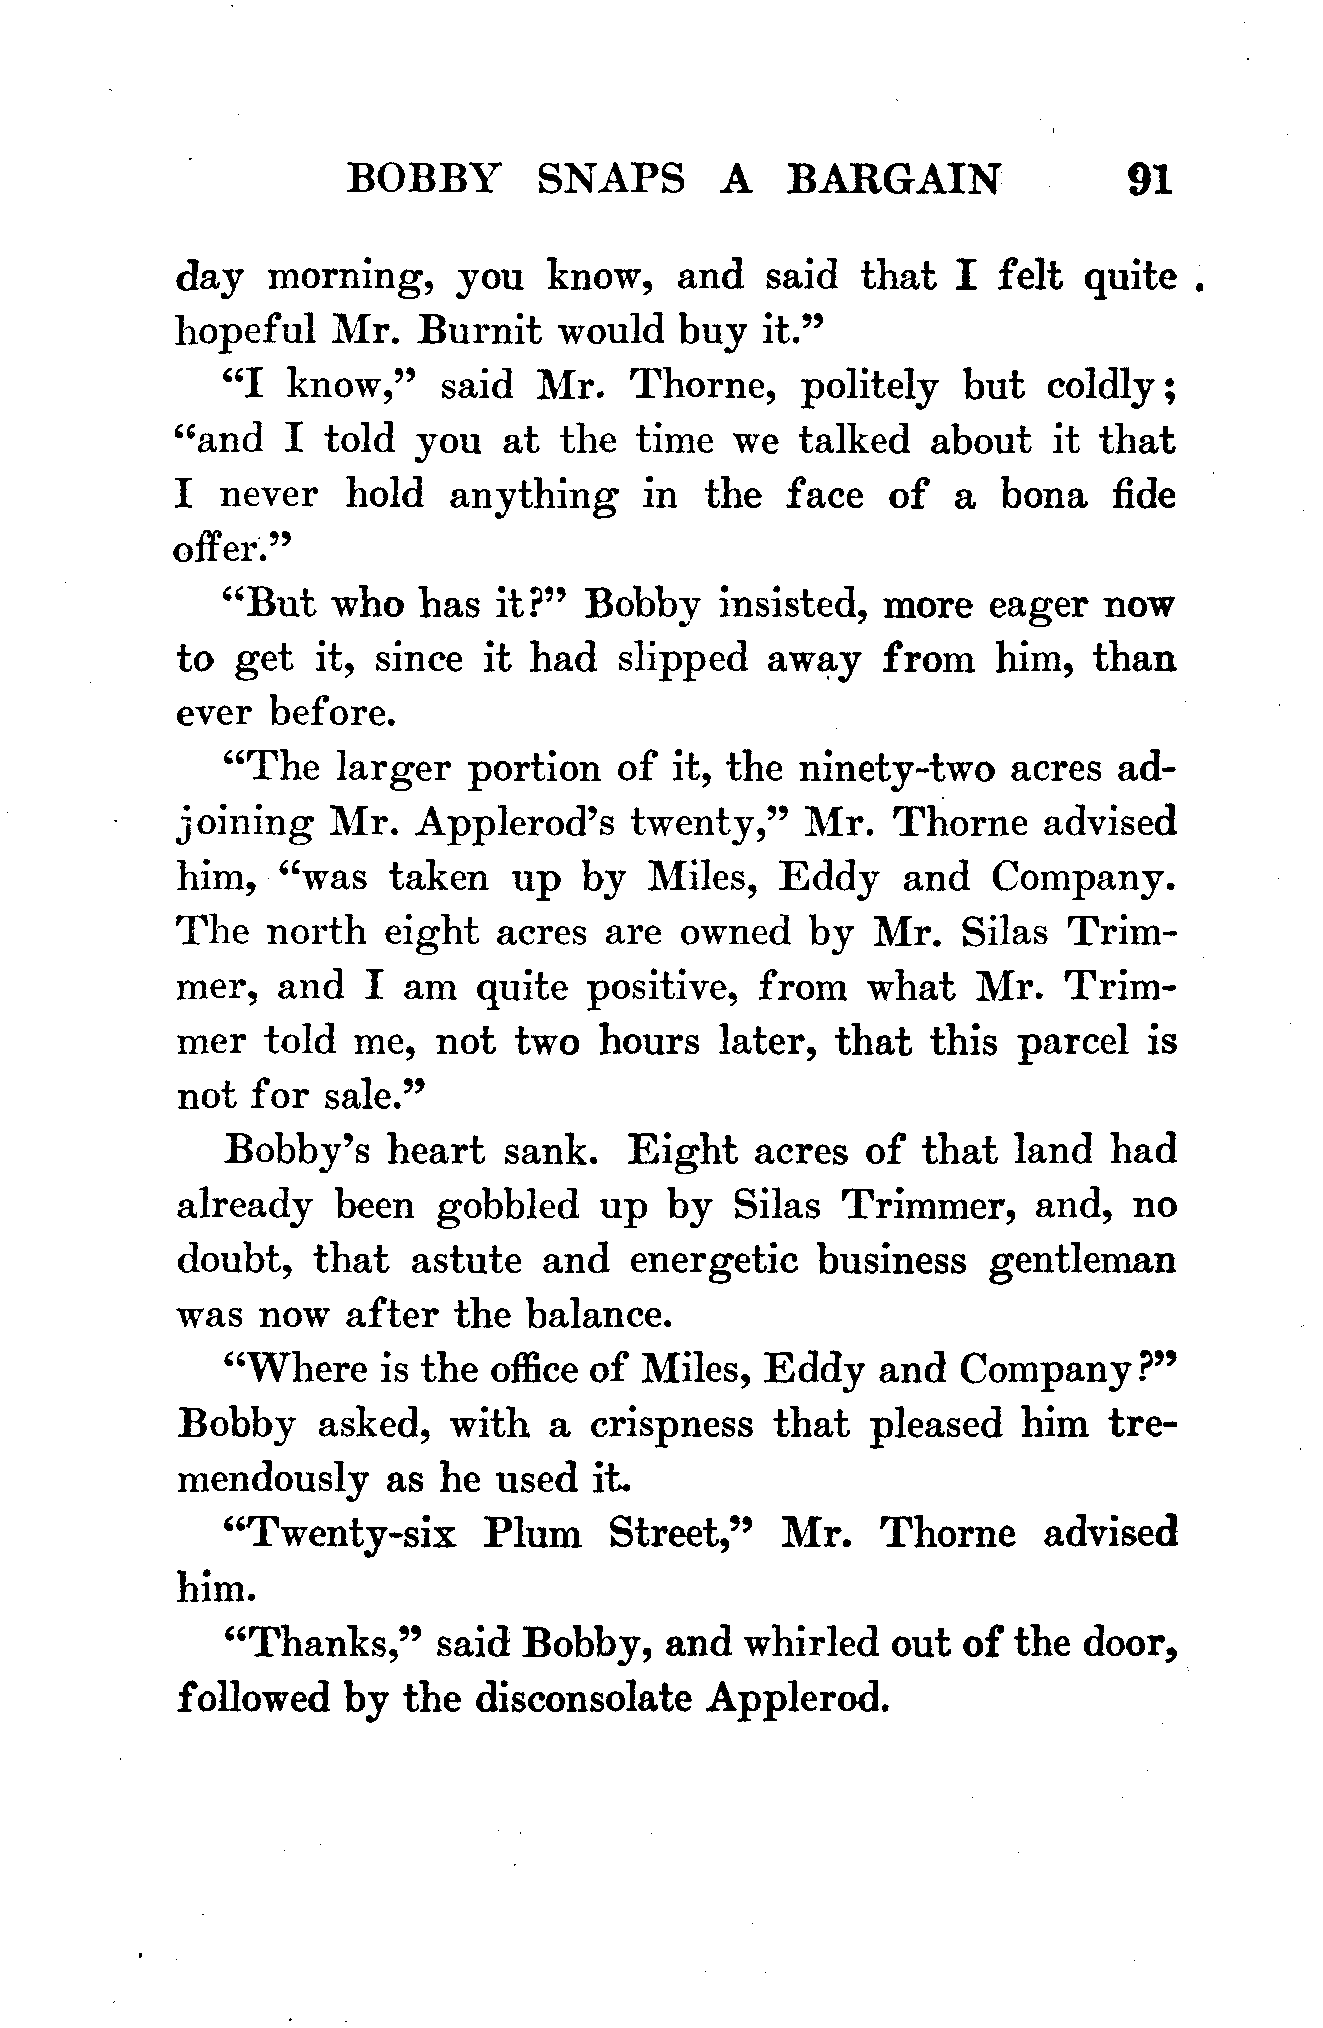 BOBBY SNAPS A BARGAIN 91
day morning, you know, and said that I felt quite
hopeful Mr. Burnit would buy it.”
“I know,” said Mr. Thorne, politely but coldly;
“and I told you at the time we talked about it that
I never hold anything in the face of a bona fide
offer.”
“But who has it?” Bobby insisted, more eager now
to get it, since it had slipped away from him, than
ever before.
“The larger portion of it, the ninety-two acres ad-
joining Mr. Applerod’s twenty,” Mr. Thorne advised
him, “was taken up by Miles, Eddy and Company.
The north eight acres are owned by Mr. Silas Trim-
mer, and I am quite positive, from what Mr. Trim-
mer told me, not two hours later, that this parcel is
not for sale.”
Bobby’s heart sank. Eight acres of that land had
already been gobbled up by Silas Trimmer, and, no
doubt, that astute and energetic business gentleman
was now after the balance.
“Where is the office of Miles, Eddy and Company?”
Bobby asked, with a crispness that pleased him tre-
mendously as he used it.
“Twenty-six Plum Street,” Mr. Thorne advised
him.
“Thanks,” said Bobby, and whirled out of the door,
followed by the disconsolate Applerod.